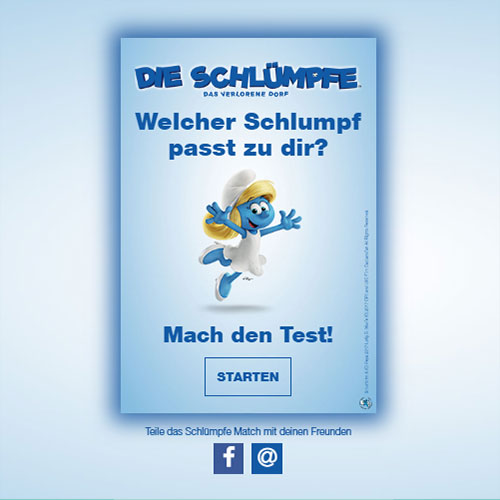 DIE SCHLÜMPFE
DAS VERLORENE DORF
Welcher Schlumpf
passt zu dir?
Mach den Test!
STARTEN
Teile das Schlümpfe Match mit deinen Freunden
f
@